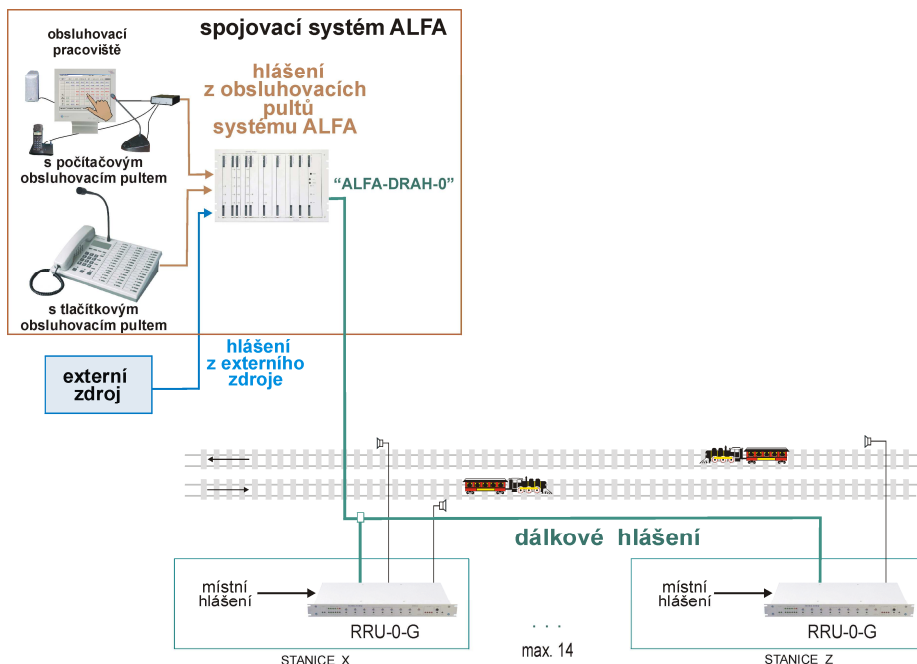 spojovací systém ALFA
obsluhovací
pracoviště
hlášení
z obsluhovacích
pultů
systému ALFA
s počítačovým
obsluhovacím pultem
“ALFA-DRAH-0”
s tlačítkovým
obsluhovacím pultem
hlášení
z externího
zdroje
externí
zdroj
dálkové hlášení
místní
hlášení
RRU-0-G
STANICE X
. . .
max. 14
místní
hlášení
RRU-0-G
STANICE Z